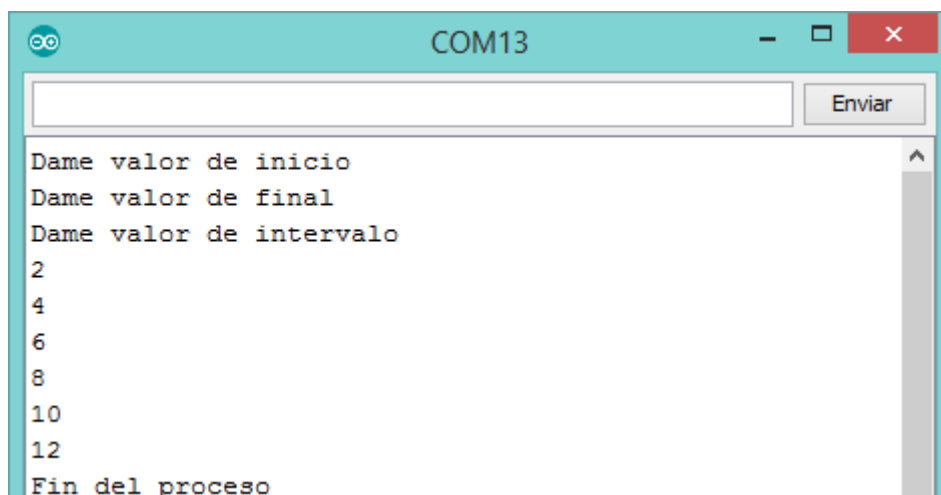 COM13
Enviar
Dame valor de inicio
Dame valor de final
Dame valor de intervalo
2
4
6
8
10
12
Fin del proceso